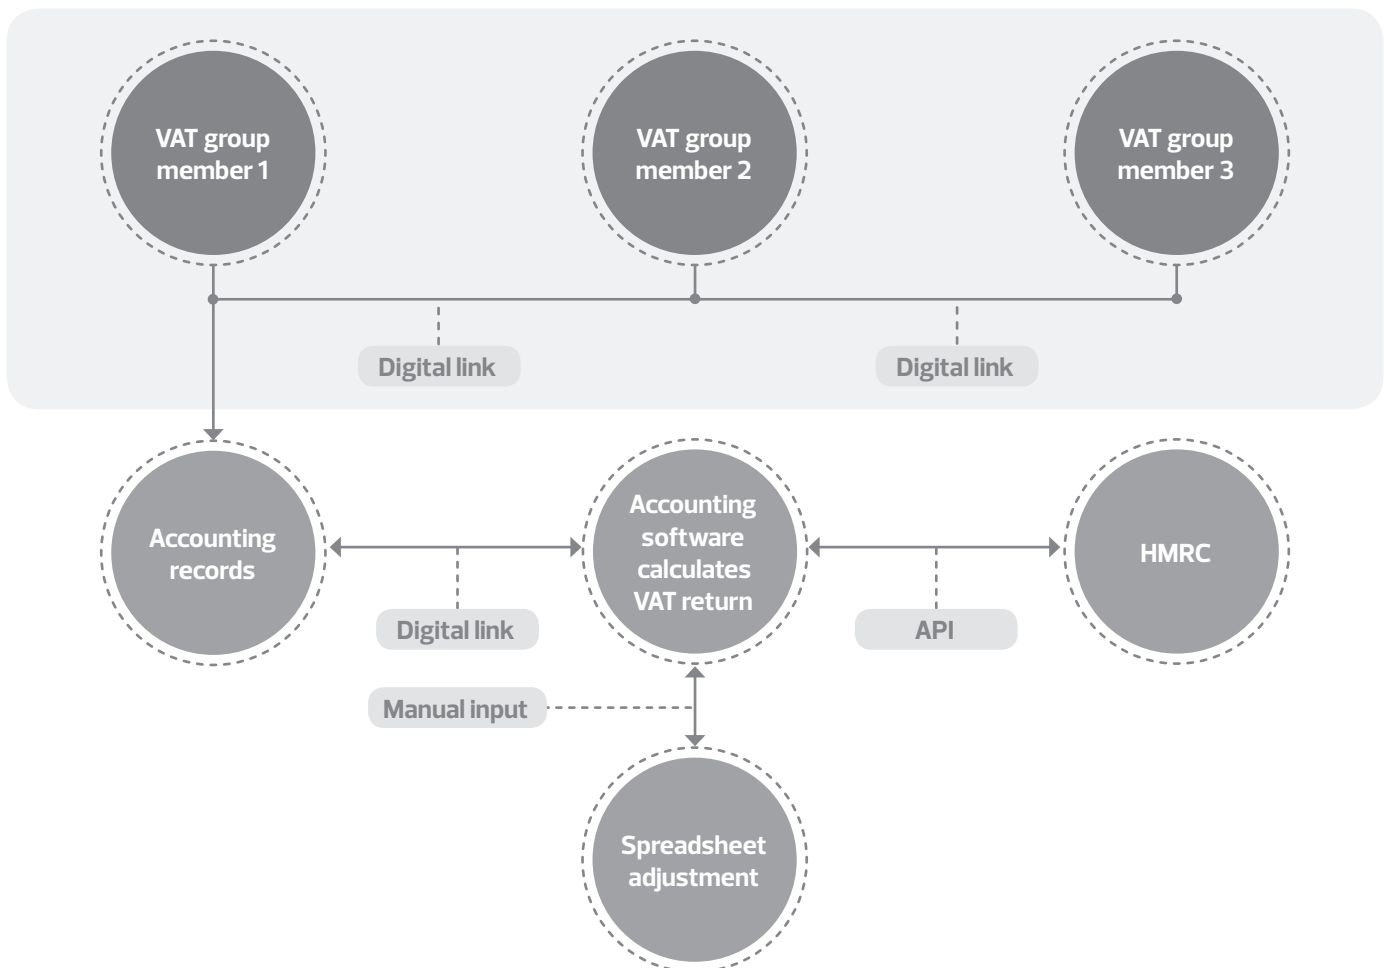 VAT group
member 1
VAT group
member 2
VAT group
member 3
Digital link
Digital link
Accounting
records
Accounting
software
calculates
VAT return
HMRC
Digital link
API
Manual input
Spreadsheet
adjustment